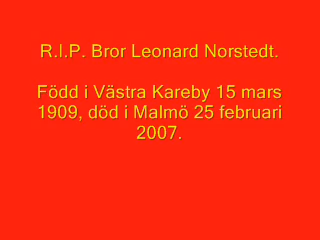 R.I.P. Bror Leonard Norstedt.
Född i Västra Kareby 15 mars
1909, död i Malmö 25 februari
2007.